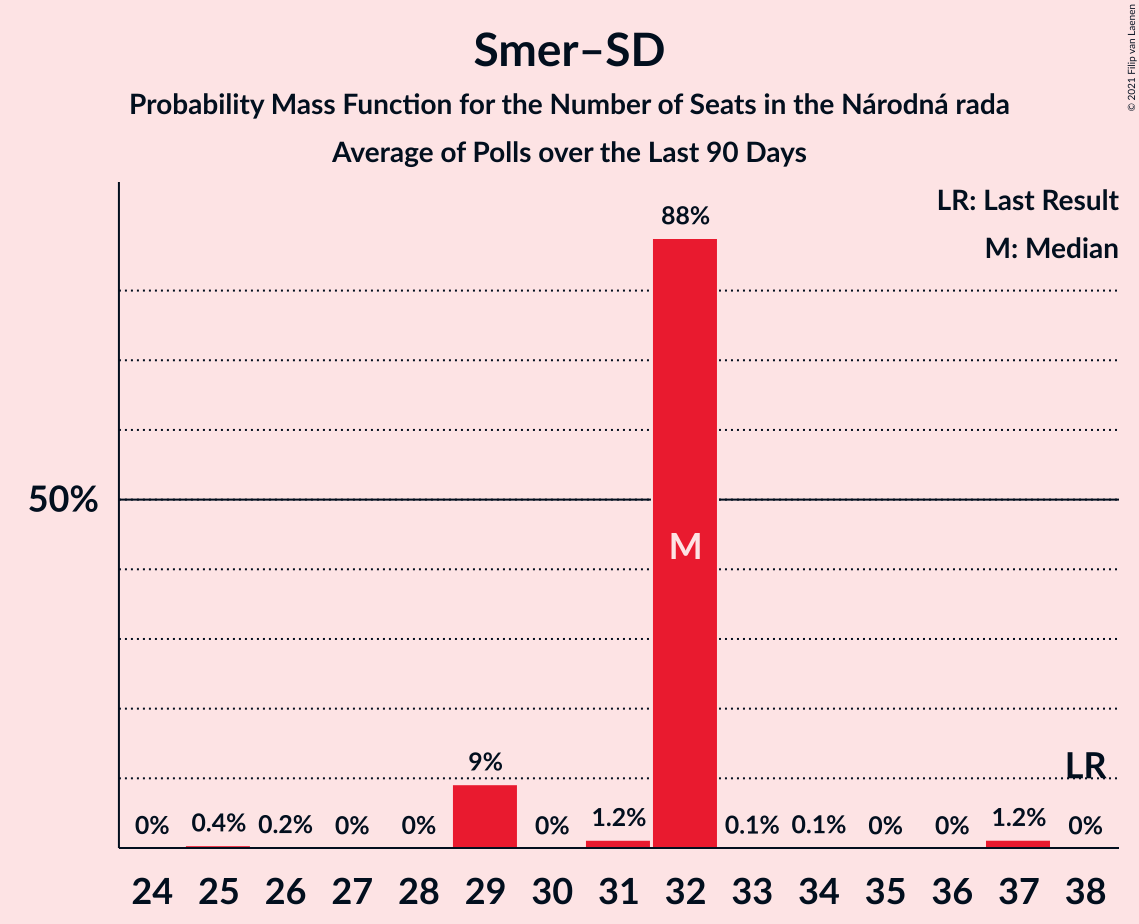 Smer–SD
Probability Mass Function for the Number of Seats in the Národná rada
Average of Polls over the Last 90 Days
© 2021 Filip van Laenen
LR: Last Result
M: Median
88%
50%
M
LR
9%
0% 0.4% 0.2% 0% 0% 0% 1.2% 0.1% 0.1% 0% 0% 1.2% 0%
24 25 26 27 28 29 30 31 32 33 34 35 36 37 38